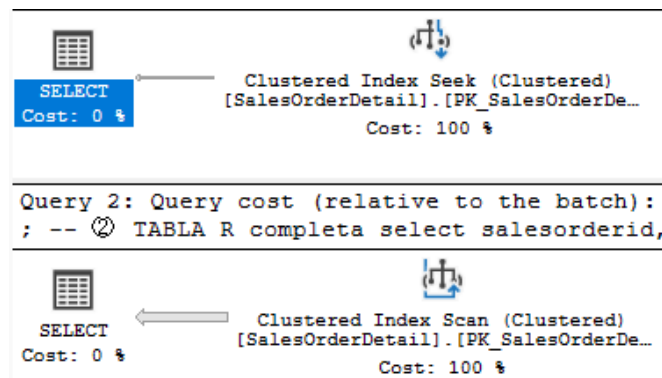 Clustered Index Seek (Clustered)
SELECT
[SalesOrderDetail].[PK_SalesOrderDe…
Cost: 0 %
Cost: 100 %
Query 2: Query cost (relative to the batch):
; -- ② TABLA R completa select salesorderid,
Clustered Index Scan (Clustered)
SELECT
[SalesOrderDetail].[PK_SalesOrderDe…
Cost: 0 %
Cost: 100 %